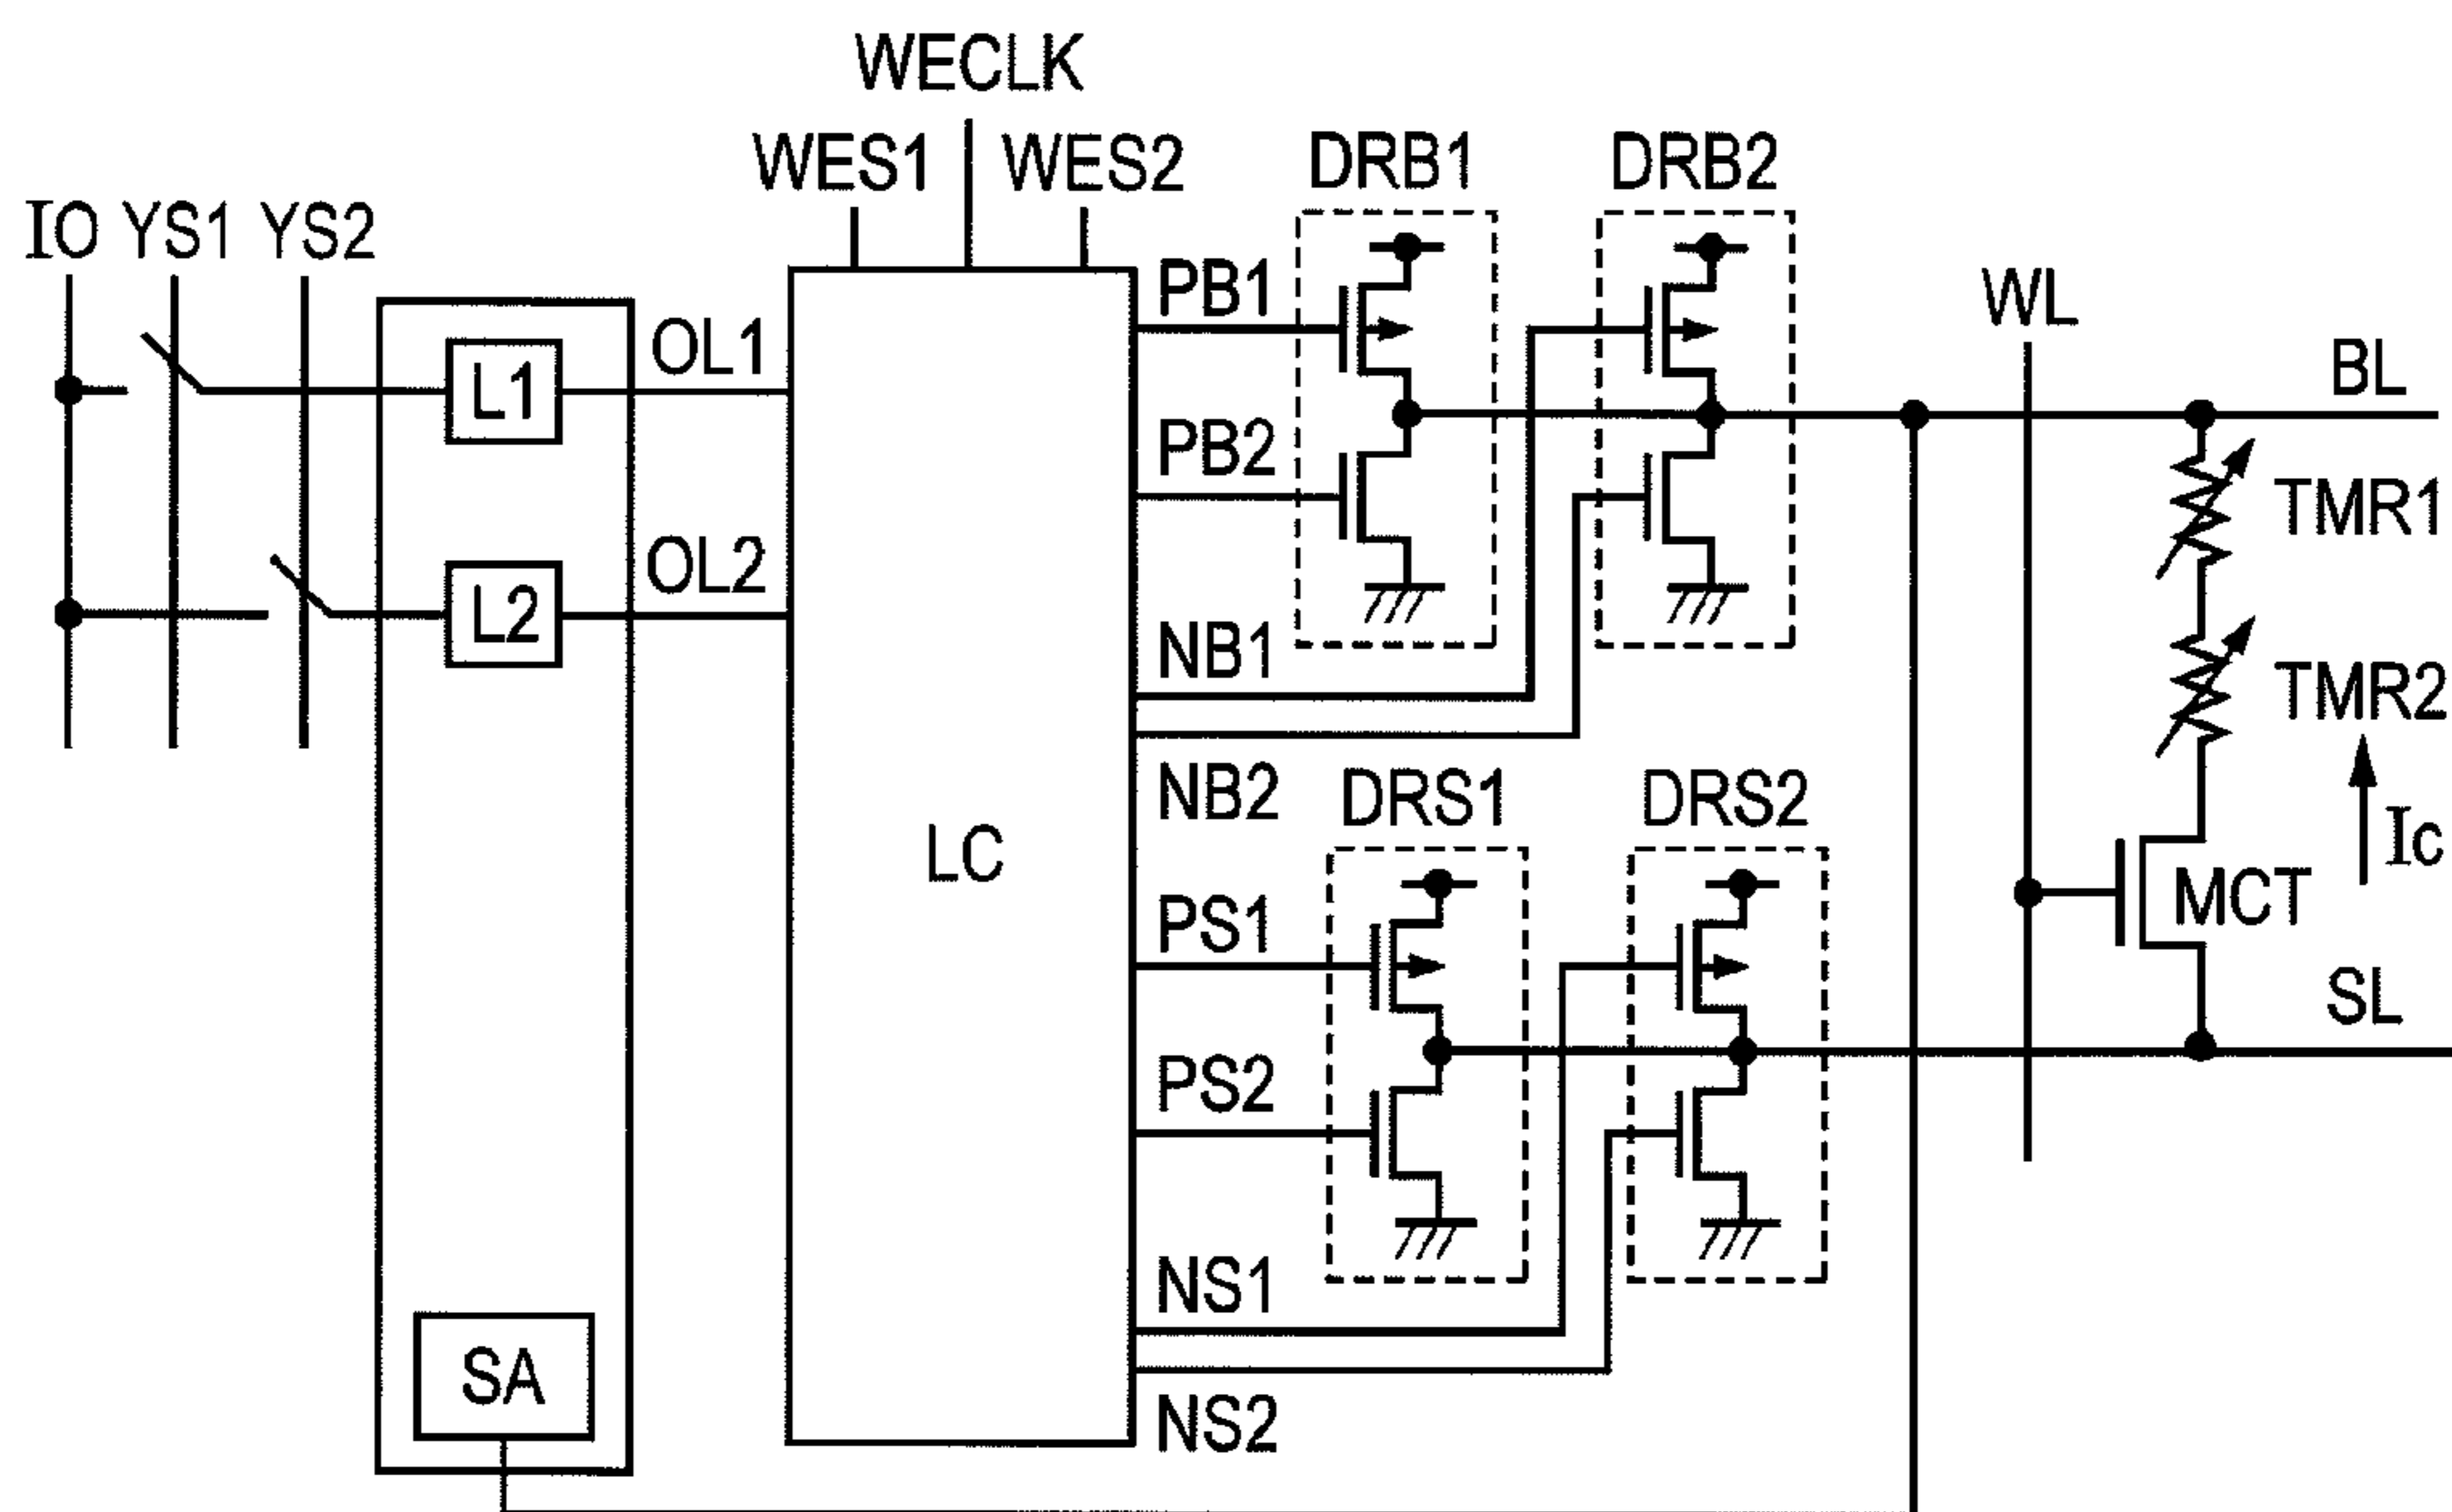 WECLK
WES1
WES2
DRB1
DRB2
IO
YS1
YS2
PB1
WL
OL1
BL
L1
PB2
TMR1
OL2
L2
NB1
TMR2
NB2
DRS1
DRS2
LC
Ic
PS1
MCT
SL
PS2
NS1
SA
NS2